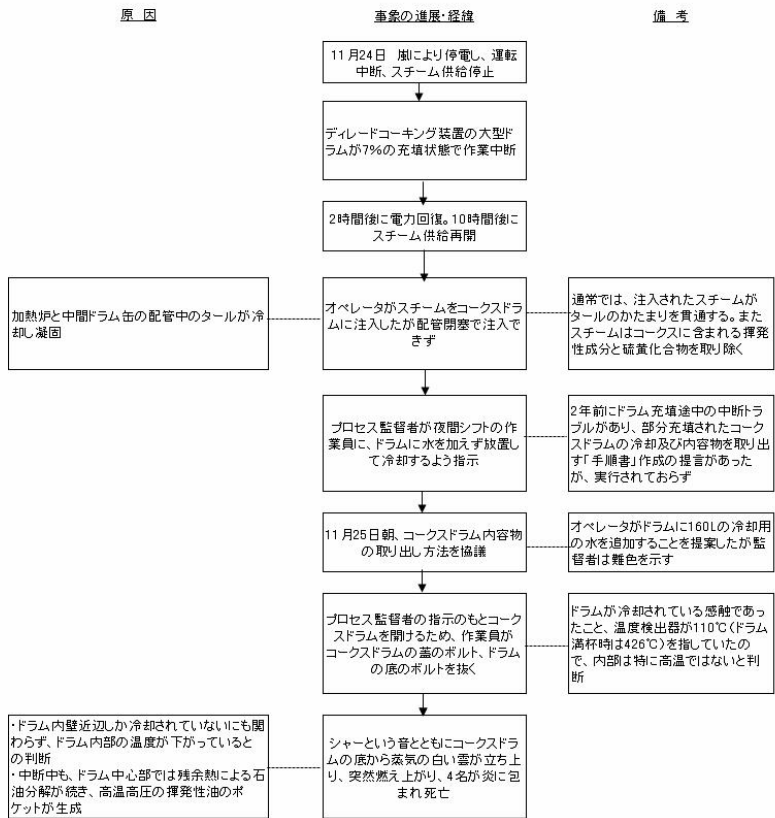 原 因
事象の進展・経緯
備 考
11月24日　嵐により停電し、運転
中断、スチーム供給停止
ディレードコーキング装置の大型ド
ラムが7%の充填状態で作業中断
2時間後に電力回復。10時間後に
スチーム供給再開
加熱炉と中間ドラム缶の配管中のタールが冷
却し凝固
オペレータがスチームをコークスドラム
に注入したが配管閉塞で注入で
きず
通常では、注入されたスチームが
タールのかたまりを貫通する。また
スチームはコークスに含まれる揮発
性成分と硫黄化合物を取り除く
プロセス監督者が夜間シフトの作
業員に、ドラムに水を加えず放置し
て冷却するよう指示
2年前にドラム充填途中の中断トラ
ブルがあり、部分充填されたコーク
スドラムの冷却及び内容物を取り出
す「手順書」作成の提言があった
が、実行されておらず
11月25日朝、コークスドラム内容物
の取り出し方法を協議
オペレータがドラムに160Lの冷却用
の水を追加することを提案したが監
督者は難色を示す
プロセス監督者の指示のもとコーク
スドラムを開けるため、作業員が
コークスドラムの蓋のボルト、ドラム
の底のボルトを抜く
ドラムが冷却されている感触であっ
たこと、温度検出器が110℃(ドラム
満杯時は426℃)を指していたの
で、内部は特に高温ではないと判
断
・ドラム内壁近辺しか冷却されていないにも関
わらず、ドラム内部の温度が下がっていると
の判断
・中断中も、ドラム中心部では残余熱による石
油分解が続き、高温高圧の揮発性油のポ
ケットが生成
シャーという音とともにコークスドラ
ムの底から蒸気の白い雲が立ち上
り、突然燃え上がり、4名が炎に包
まれ死亡